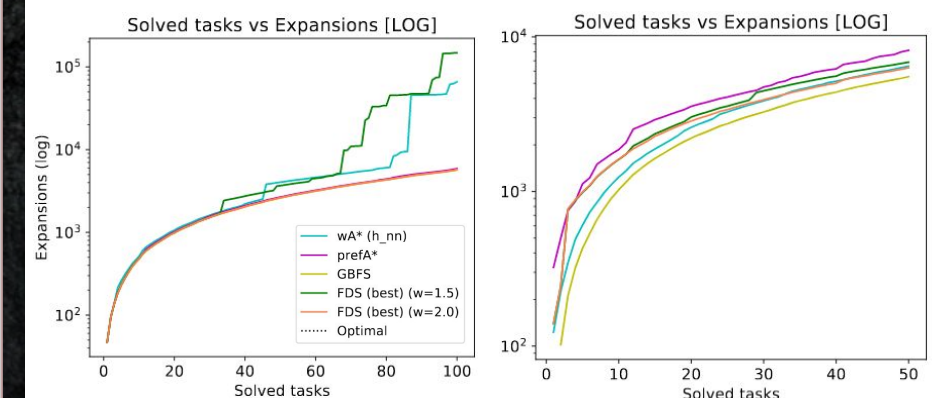 Solved tasks vs Expansions [LOG]
10^5
10^4
10^3
10^2
Expansions (log)
0 20 40 60 80 100
Solved tasks
wA* (h_nn)
prefA*
GBFS
FDS (best) (w=1.5)
FDS (best) (w=2.0)
Optimal
Solved tasks vs Expansions [LOG]
10^4
10^3
10^2
0 10 20 30 40 50
Solved tasks